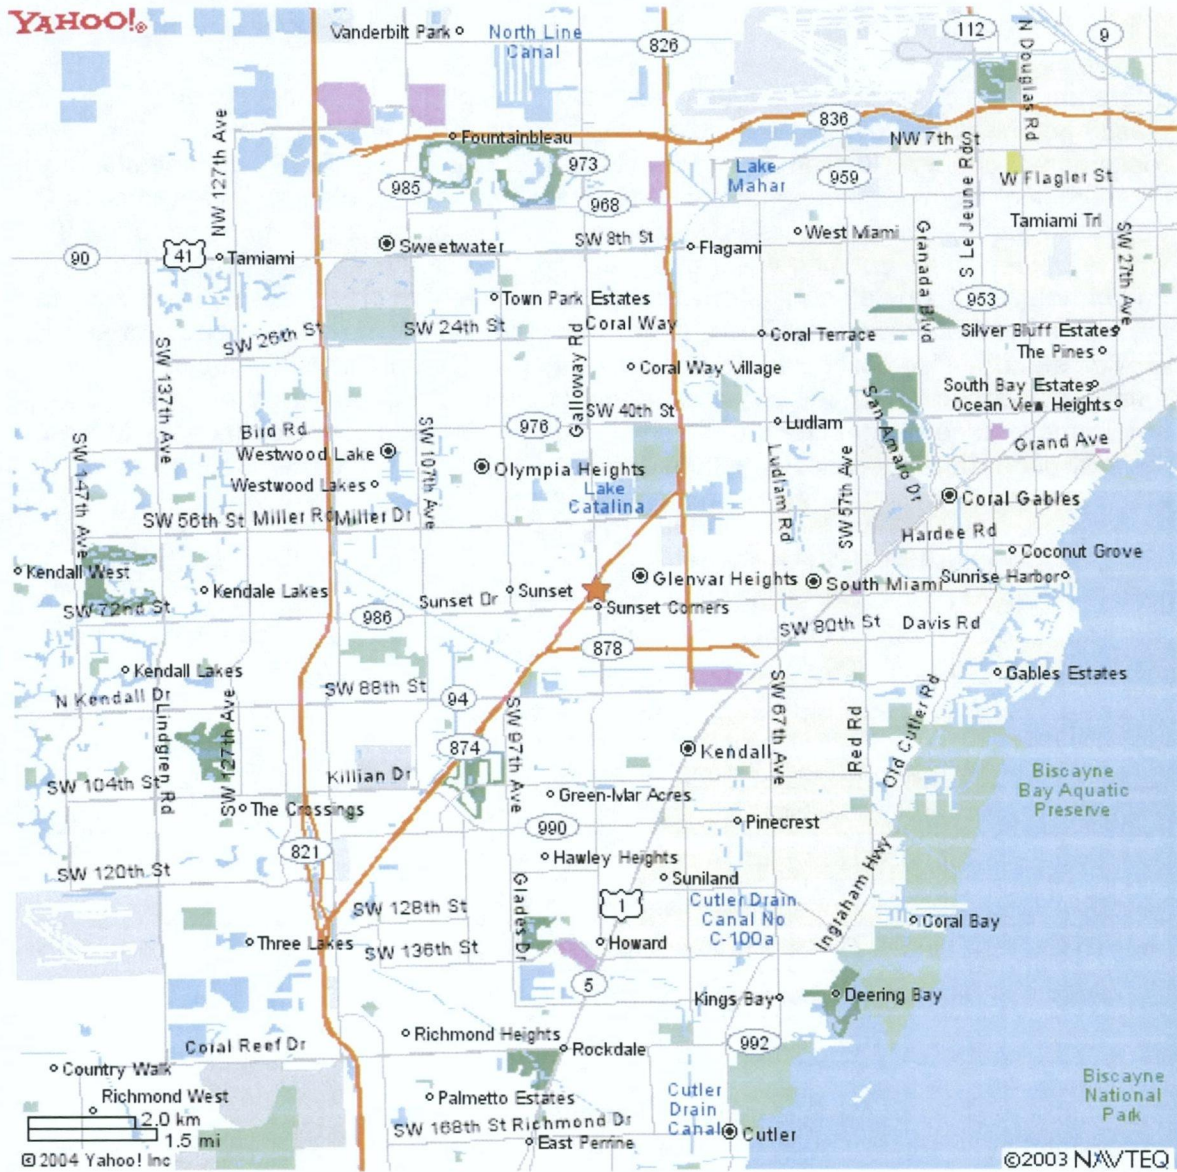 YAHOO!®
Vanderbilt Park
North Line
Canal
826
112
N Douglas Rd
9
NW 127th Ave
Fountainbleau
836
NW 7th St
973
985
Lake
Mahar
959
S Le Jeune Rd
W Flagler St
968
Tamiami Trl
90
41
Tamiami
Sweetwater
SW 8th St
Flagami
West Miami
Granada Blvd
SW 27th Ave
Town Park Estates
953
SW 26th St
SW 24th St
Galloway Rd
Coral Way
Coral Terrace
Silver Bluff Estates
The Pines
SW 137th Ave
Coral Way Village
South Bay Estates
Ocean View Heights
San Amaro Dr
SW 40th St
Ludlam
976
Bird Rd
SW 107th Ave
Grand Ave
SW 147th Ave
Westwood Lake
Olympia Heights
Ludlam Rd
SW 57th Ave
Westwood Lakes
Lake
Catalina
Coral Gables
SW 56th St
Miller Rd
Miller Dr
Hardee Rd
Coconut Grove
Kendall West
Kendale Lakes
Sunset Dr
Sunset
Glenvar Heights
South Miami
Sunrise Harbor
SW 72nd St
986
Sunset Corners
SW 80th St
Davis Rd
878
Kendall Lakes
Gables Estates
N Kendall Dr
SW 88th St
94
SW 97th Ave
SW 67th Ave
Old Cutler Rd
Lindgren Rd
SW 127th Ave
874
Kendall
Red Rd
SW 104th St
Killian Dr
Biscayne
Bay Aquatic
Preserve
The Crossings
Green-Mar Acres
990
Pinecrest
821
Hawley Heights
SW 120th St
Suniland
Ingraham Hwy
Glades Dr
SW 128th St
1
Cutler Drain
Canal No
C-100a
Coral Bay
Three Lakes
SW 136th St
Howard
5
Kings Bay
Deering Bay
Richmond Heights
Coral Reef Dr
Rockdale
992
Country Walk
Richmond West
Palmetto Estates
Cutler
Drain
Canal
Biscayne
National
Park
2.0 km
1.5 mi
SW 168th St
Richmond Dr
East Perrine
Cutler
© 2004 Yahoo! Inc
©2003 NAVTEQ